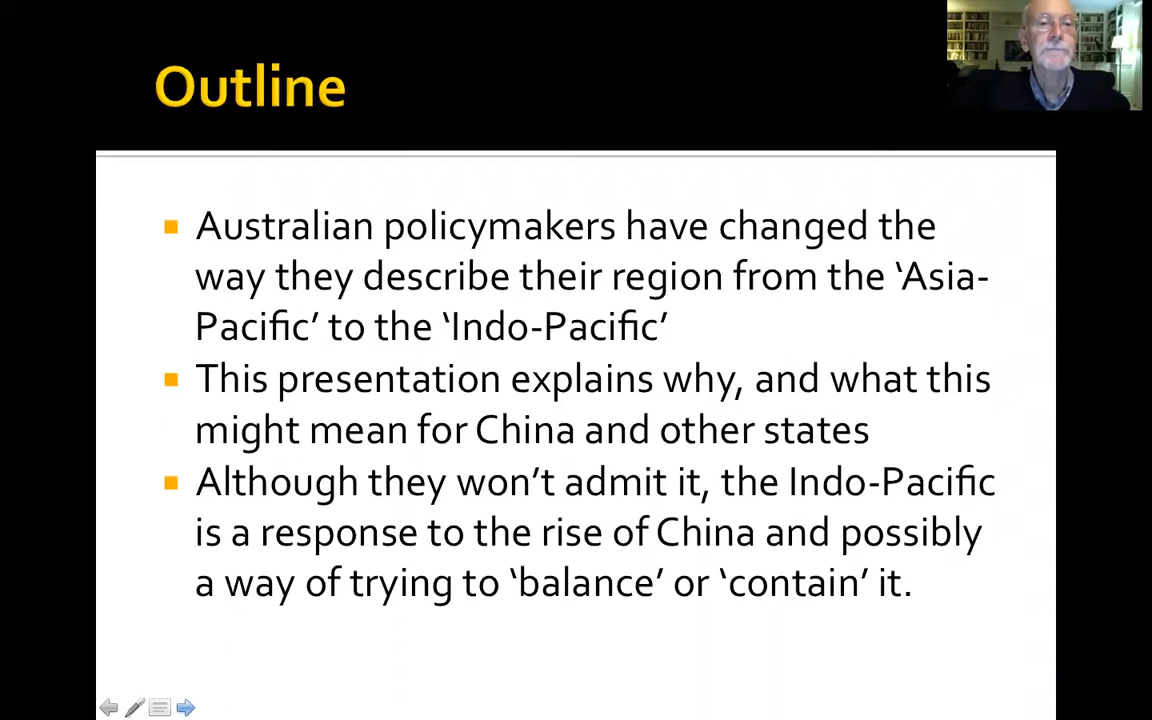 Outline
Australian policymakers have changed the
way they describe their region from the ‘Asia-
Pacific’ to the ‘Indo-Pacific’
This presentation explains why, and what this
might mean for China and other states
Although they won’t admit it, the Indo-Pacific
is a response to the rise of China and possibly
a way of trying to ‘balance’ or ‘contain’ it.